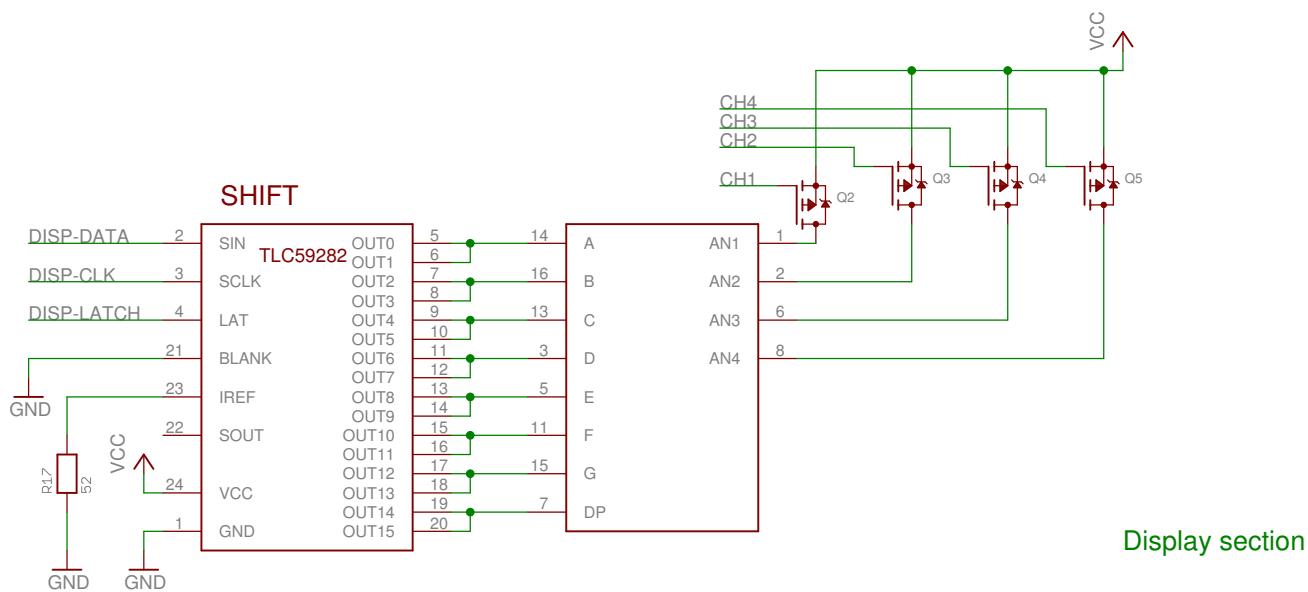 VCC
CH4
CH3
CH2
CH1
Q2
Q3
Q4
Q5
SHIFT
TLC59282
DISP-DATA 2 SIN OUT0 5 14 A AN1 1
OUT1 6
DISP-CLK 3 SCLK OUT2 7 16 B AN2 2
OUT3 8
DISP-LATCH 4 LAT OUT4 9 13 C AN3 6
OUT5 10
21 BLANK OUT6 11 3 D AN4 8
OUT7 12
GND
23 IREF OUT8 13 5 E
OUT9 14
22 SOUT OUT10 15 11 F
OUT11 16
VCC
R17
52
OUT12 17 15 G
24 VCC OUT13 18
OUT14 19 7 DP
1 GND OUT15 20
GND
GND
Display section